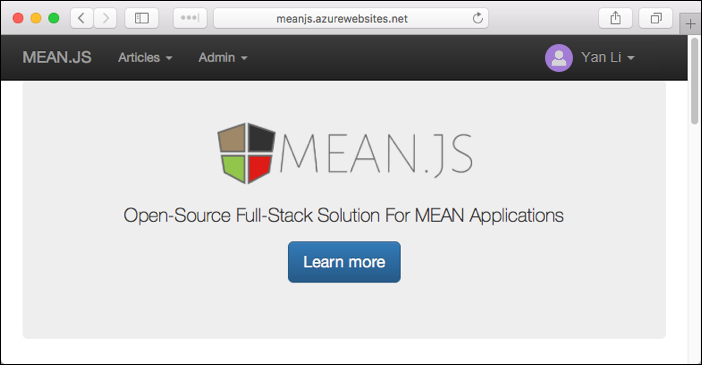 meanjs.azurewebsites.net
MEAN.JS Articles Admin Yan Li
MEAN.JS
Open-Source Full-Stack Solution For MEAN Applications
Learn more